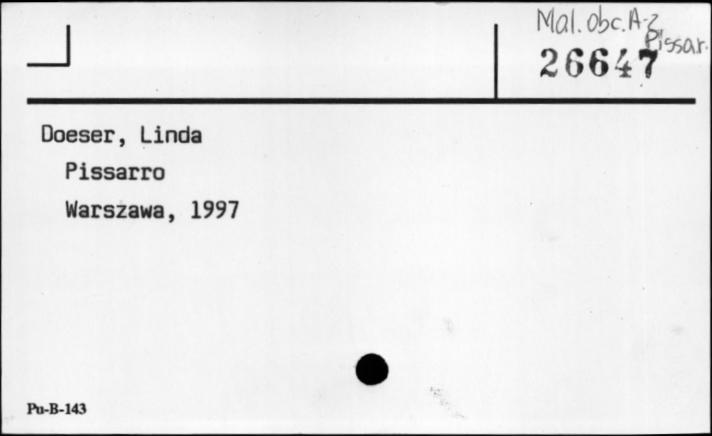 Mal. obc. A-Z
Pissar.
26647
Doeser, Linda
Pissarro
Warszawa, 1997
Pu-B-143